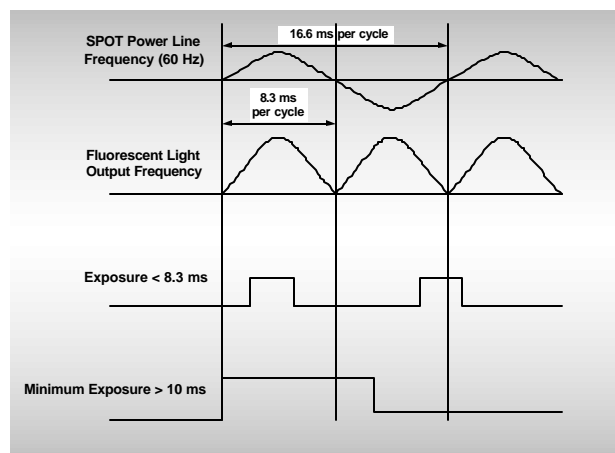 SPOT Power Line
Frequency (60 Hz)
16.6 ms per cycle
8.3 ms
per cycle
Fluorescent Light
Output Frequency
Exposure < 8.3 ms
Minimum Exposure > 10 ms